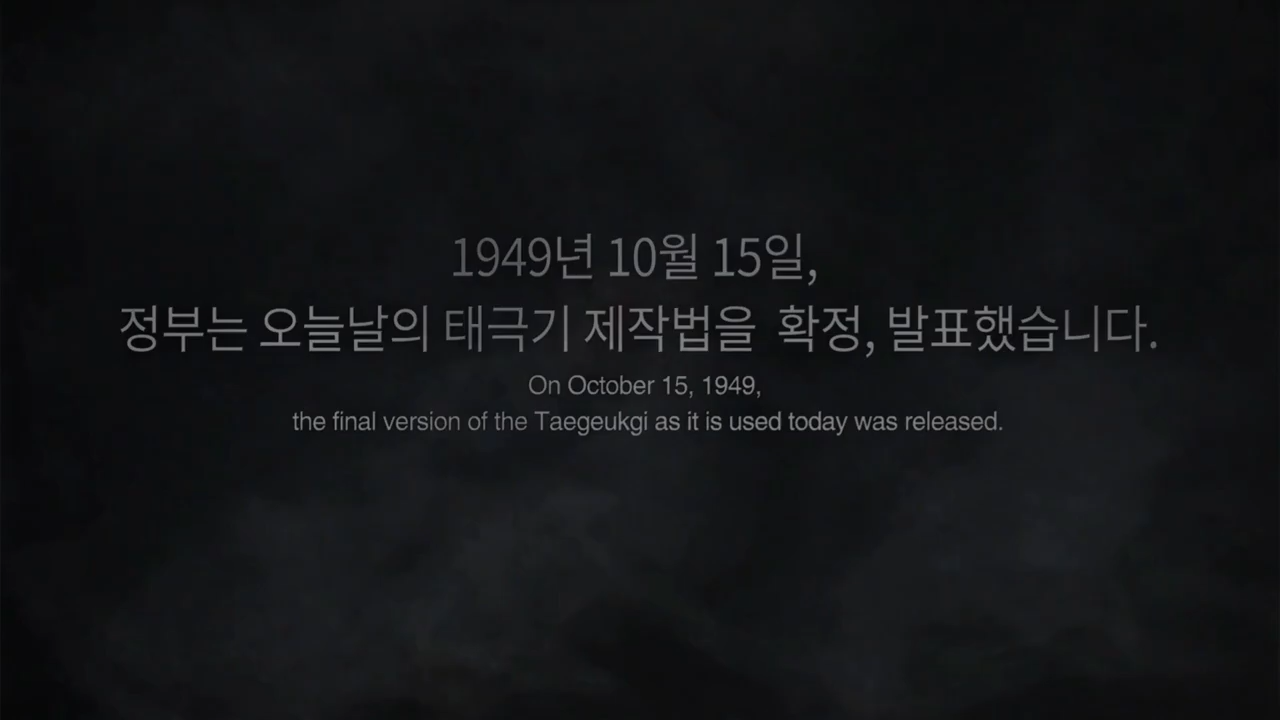 1949년 10월 15일,
정부는 오늘날의 태극기 제작법을 확정, 발표했습니다.
On October 15, 1949,
the final version of the Taegeukgi as it is used today was released.